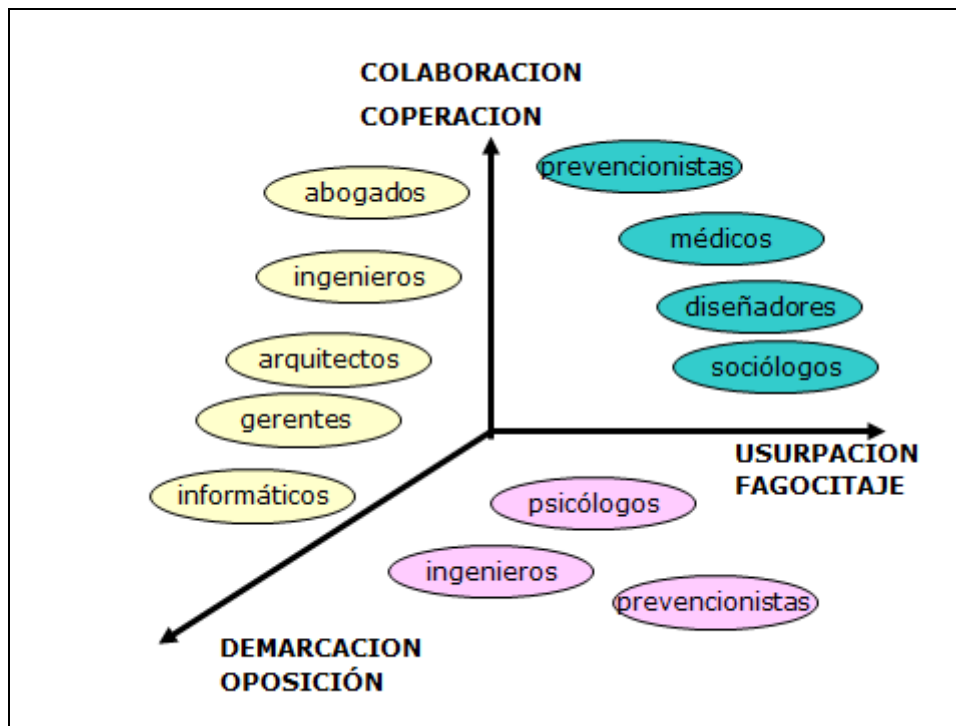 COLABORACION
COPERACION
prevencionistas
abogados
médicos
ingenieros
diseñadores
arquitectos
sociólogos
gerentes
USURPACION
FAGOCITAJE
informáticos
psicólogos
ingenieros
prevencionistas
DEMARCACION
OPOSICIÓN